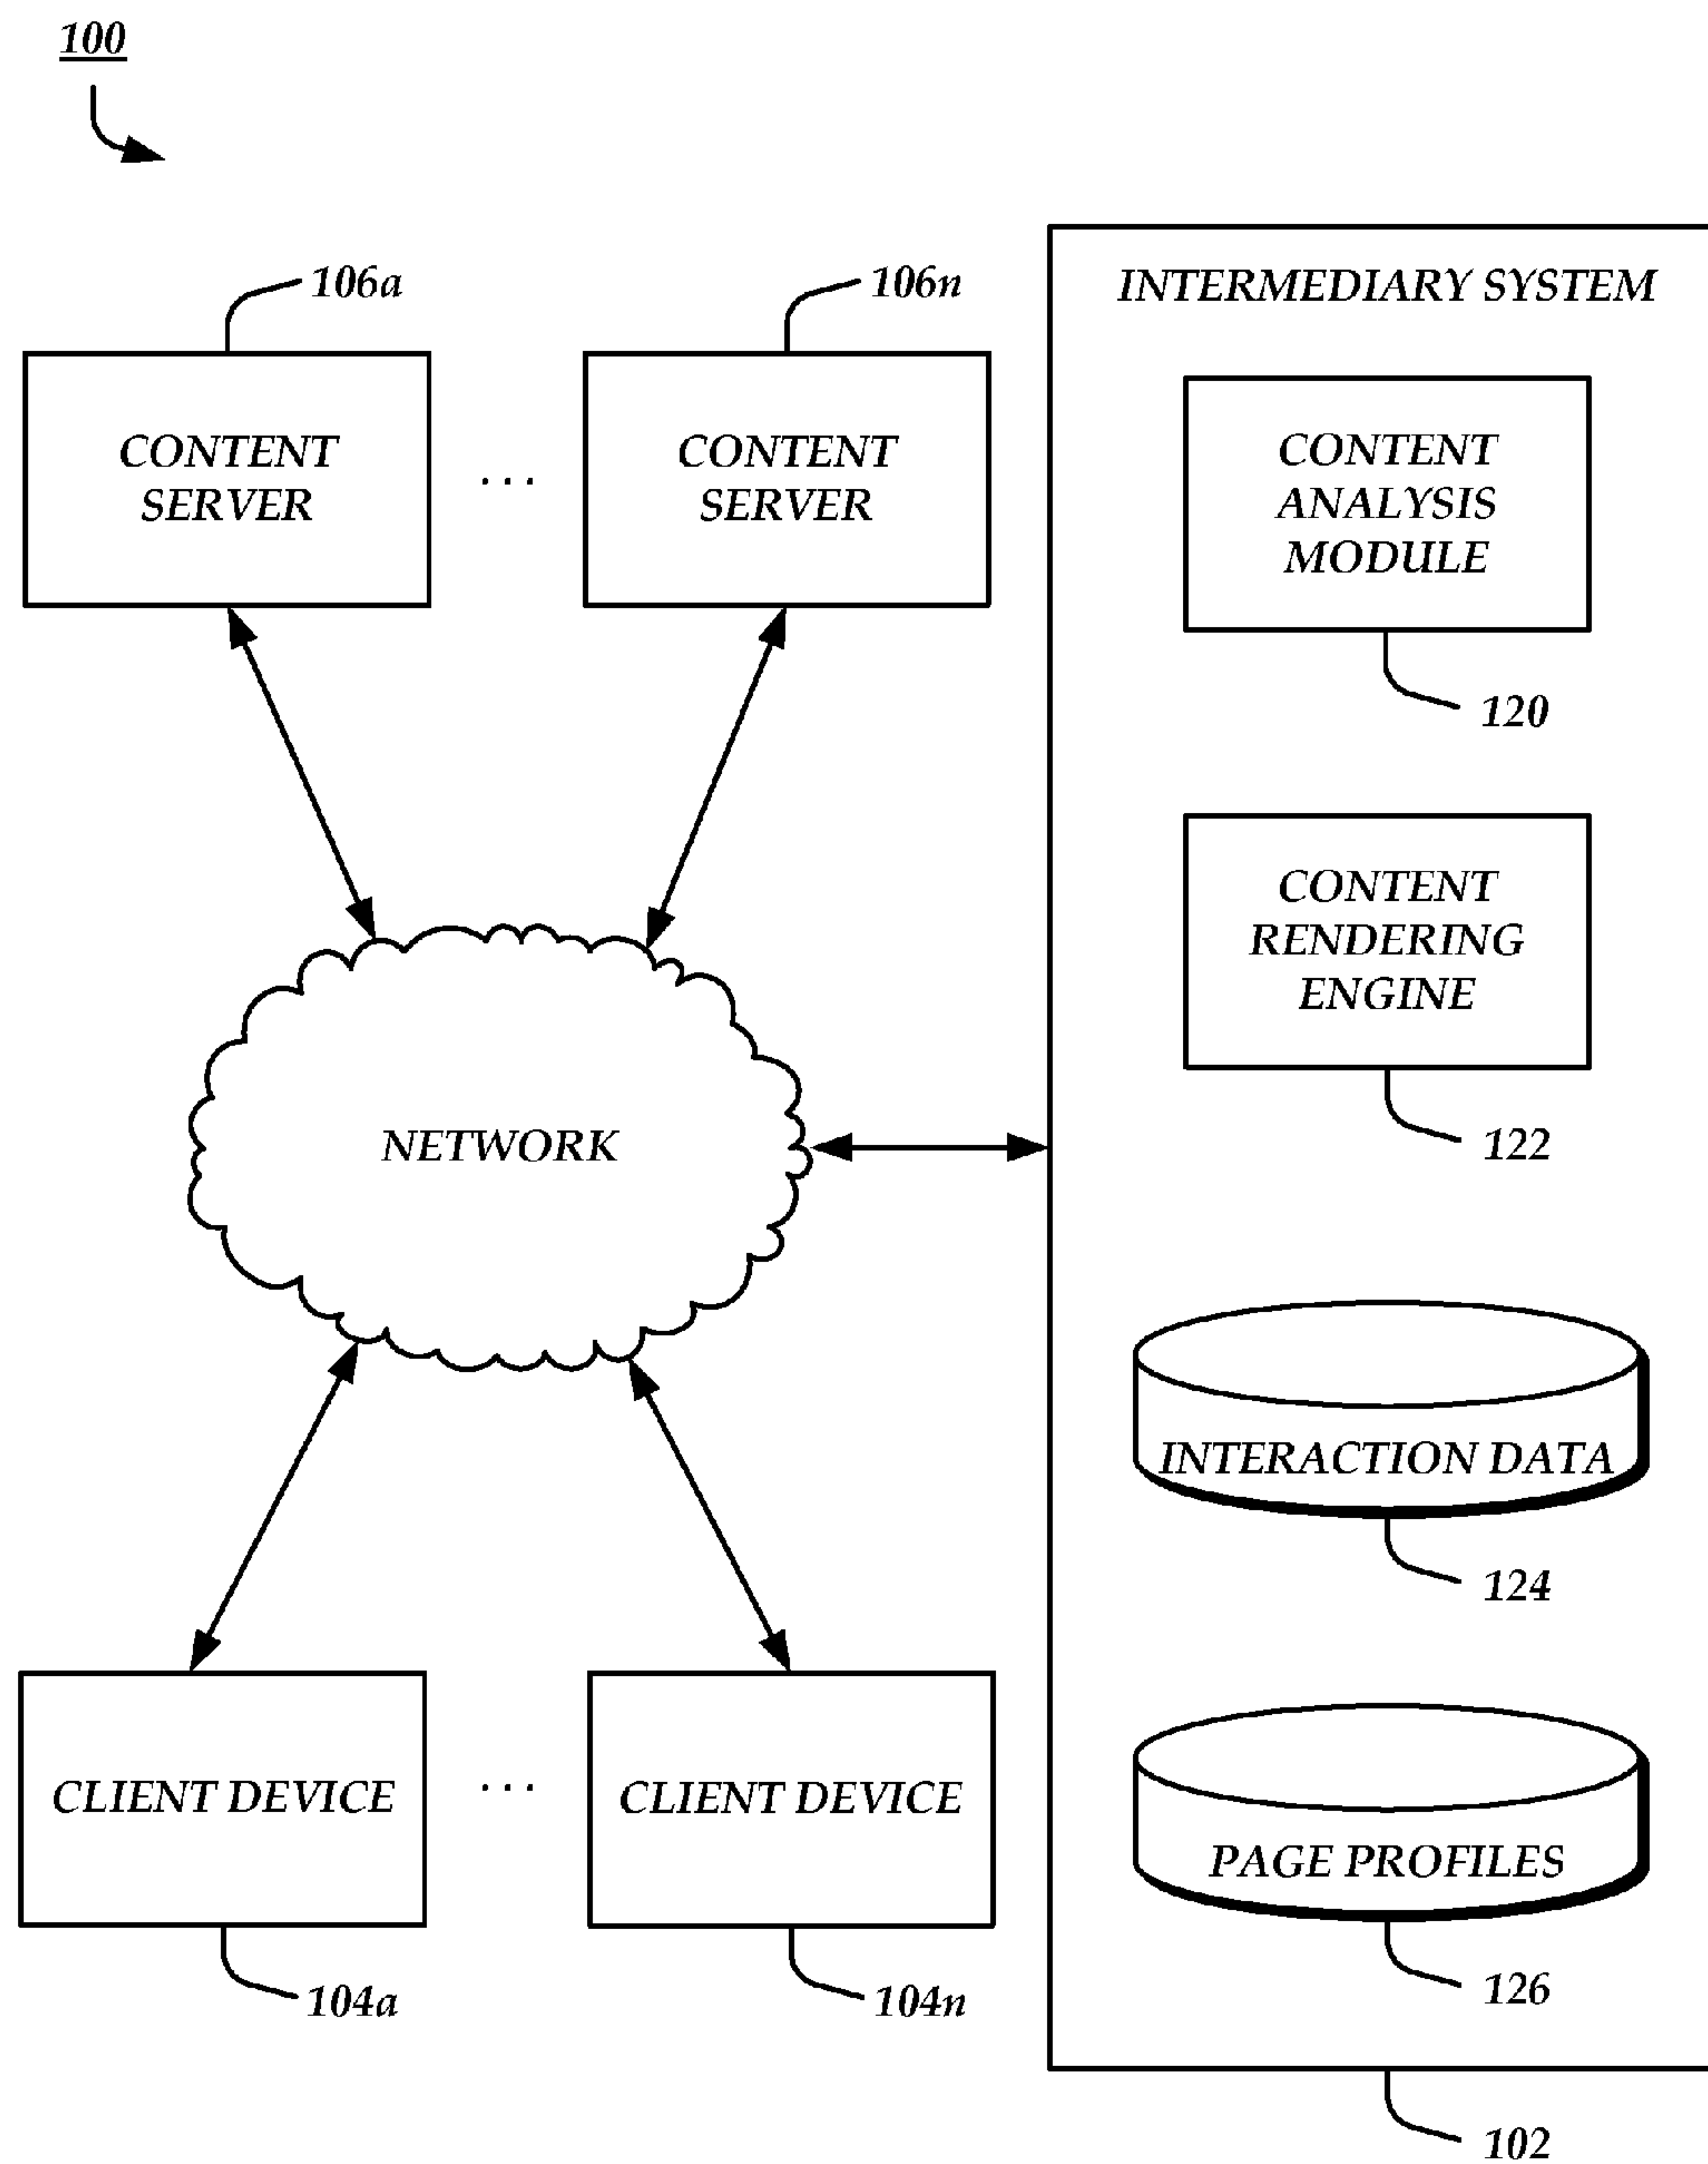 100
106a
106n
INTERMEDIARY SYSTEM
CONTENT
SERVER
...
CONTENT
SERVER
CONTENT
ANALYSIS
MODULE
120
CONTENT
RENDERING
ENGINE
122
NETWORK
INTERACTION DATA
124
CLIENT DEVICE
...
CLIENT DEVICE
PAGE PROFILES
126
104a
104n
102